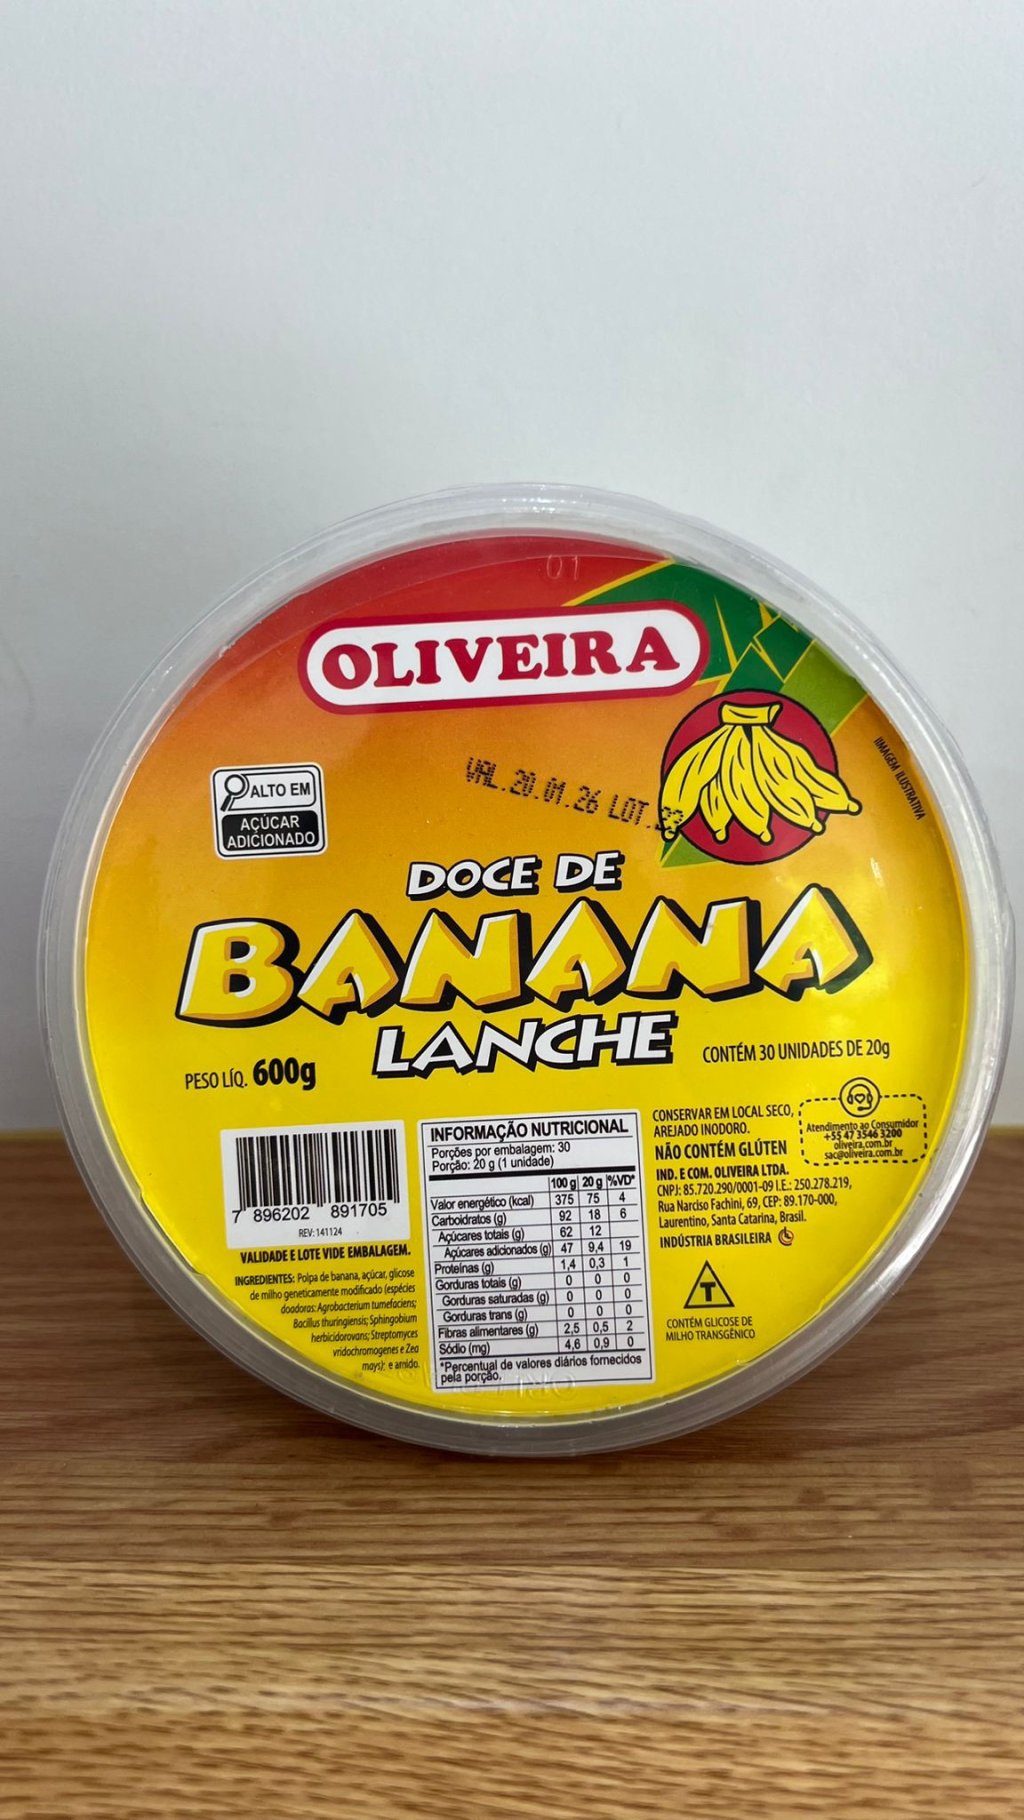 01
OLIVEIRA
IMAGEM ILUSTRATIVA
ALTO EM
AÇÚCAR
ADICIONADO
VAL.20.01.26 LOT.
DOCE DE
BANANA
LANCHE
PESO LÍQ. 600g
CONTÉM 30 UNIDADES DE 20g
7 896202 891705
REV: 141124
VALIDADE E LOTE VIDE EMBALAGEM.
INGREDIENTES: Polpa de banana, açúcar, glicose
de milho geneticamente modificado (espécies
doadoras: Agrobacterium tumefaciens;
Bacillus thuringiensis; Sphingobium
herbicidorovans; Streptomyces
viridochromogenes e Zea
mays): e amido.
INFORMAÇÃO NUTRICIONAL
Porções por embalagem: 30
Porção: 20 g (1 unidade)
100 g 20 g %VD*
Valor energético (kcal) 375 75 4
Carboidratos (g) 92 18 6
Açúcares totais (g) 62 12
Açúcares adicionados (g) 47 9,4 19
Proteínas (g) 1,4 0,3 1
Gorduras totais (g) 0 0 0
Gorduras saturadas (g) 0 0 0
Gorduras trans (g) 0 0 0
Fibras alimentares (g) 2,5 0,5 2
Sódio (mg) 4,6 0,9 0
*Percentual de valores diários fornecidos
pela porção.
CONSERVAR EM LOCAL SECO,
AREJADO INODORO.
NÃO CONTÉM GLÚTEN
IND. E COM. OLIVEIRA LTDA.
CNPJ: 85.720.290/0001-09 I.E.: 250.278.219,
Rua Narciso Fachini, 69, CEP: 89.170-000,
Laurentino, Santa Catarina, Brasil.
INDÚSTRIA BRASILEIRA
Atendimento ao Consumidor
+55 47 3546 3200
oliveira.com.br
sac@oliveira.com.br
T
CONTÉM GLICOSE DE
MILHO TRANSGÊNICO